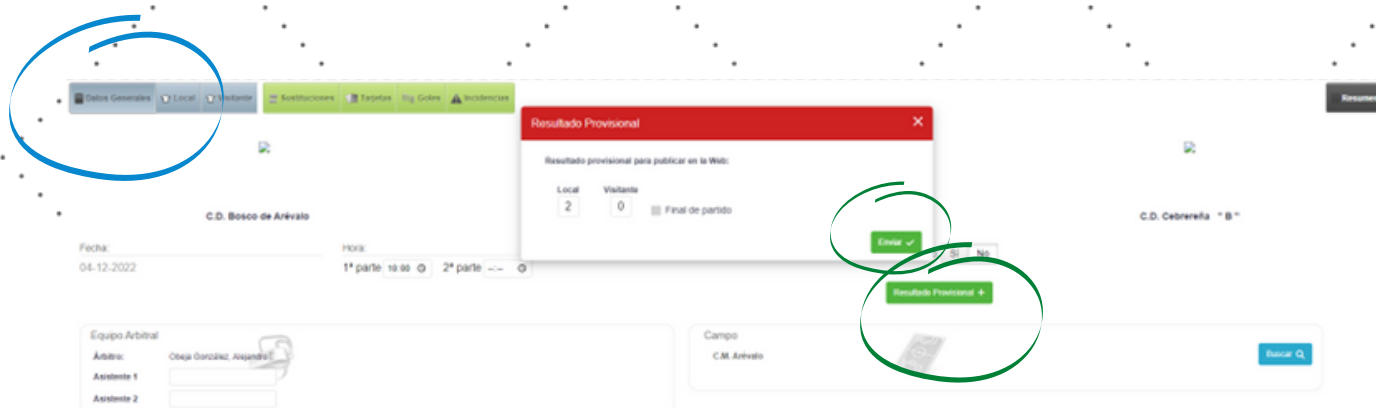 Datos Generales Local Visitante Sustituciones Tarjetas Goles Incidencias
Resumen
Resultado Provisional ×
Resultado provisional para publicar en la Web:
Local Visitante
2 0 Final de partido
Enviar
C.D. Bosco de Arévalo
C.D. Cebrereña " B "
Fecha: Hora: Si No
04-12-2022 1ª parte 10:00 2ª parte --:--
Resultado Provisional +
Equipo Arbitral
Árbitro: Obeja González, Alejandro
Asistente 1
Asistente 2
Campo
C.M. Arévalo
Buscar